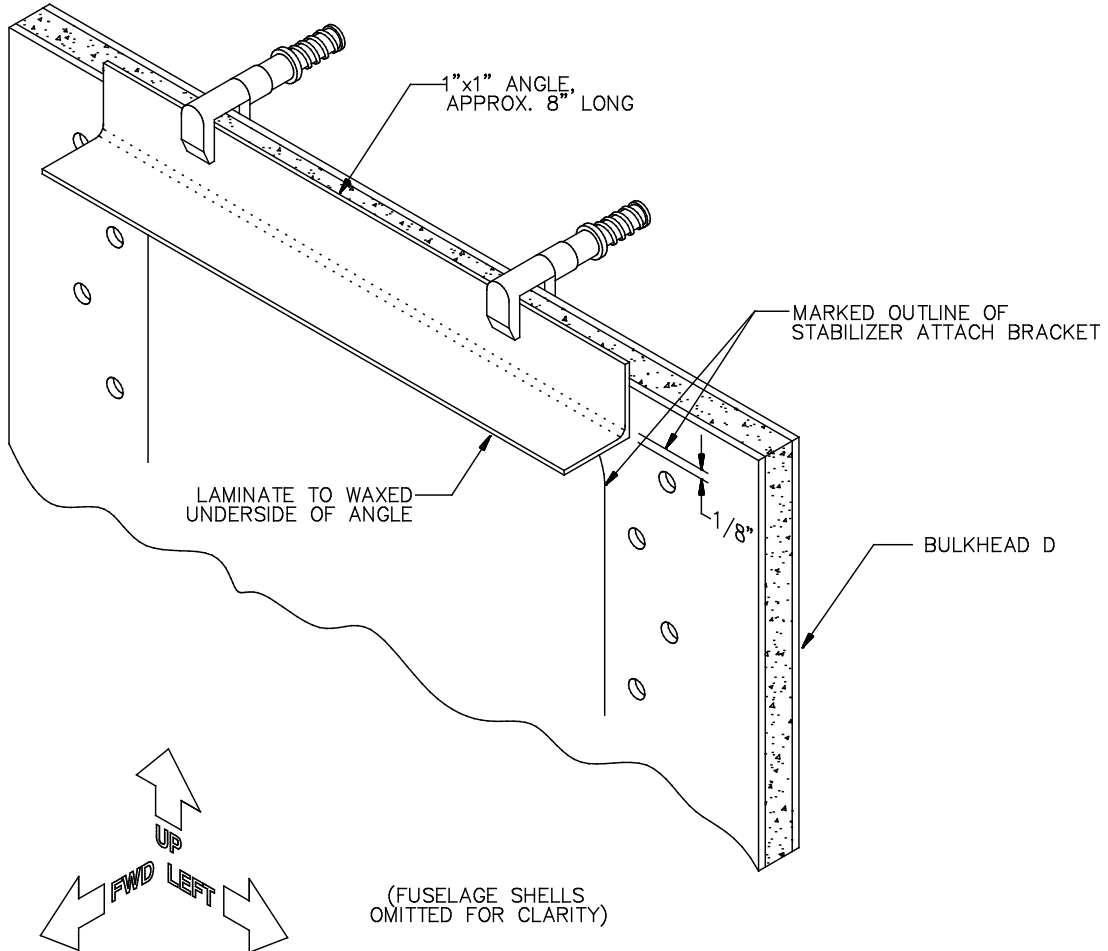 1"x1" ANGLE,
APPROX. 8" LONG
MARKED OUTLINE OF
STABILIZER ATTACH BRACKET
LAMINATE TO WAXED
UNDERSIDE OF ANGLE
1/8"
BULKHEAD D
UP
FWD
LEFT
(FUSELAGE SHELLS
OMITTED FOR CLARITY)